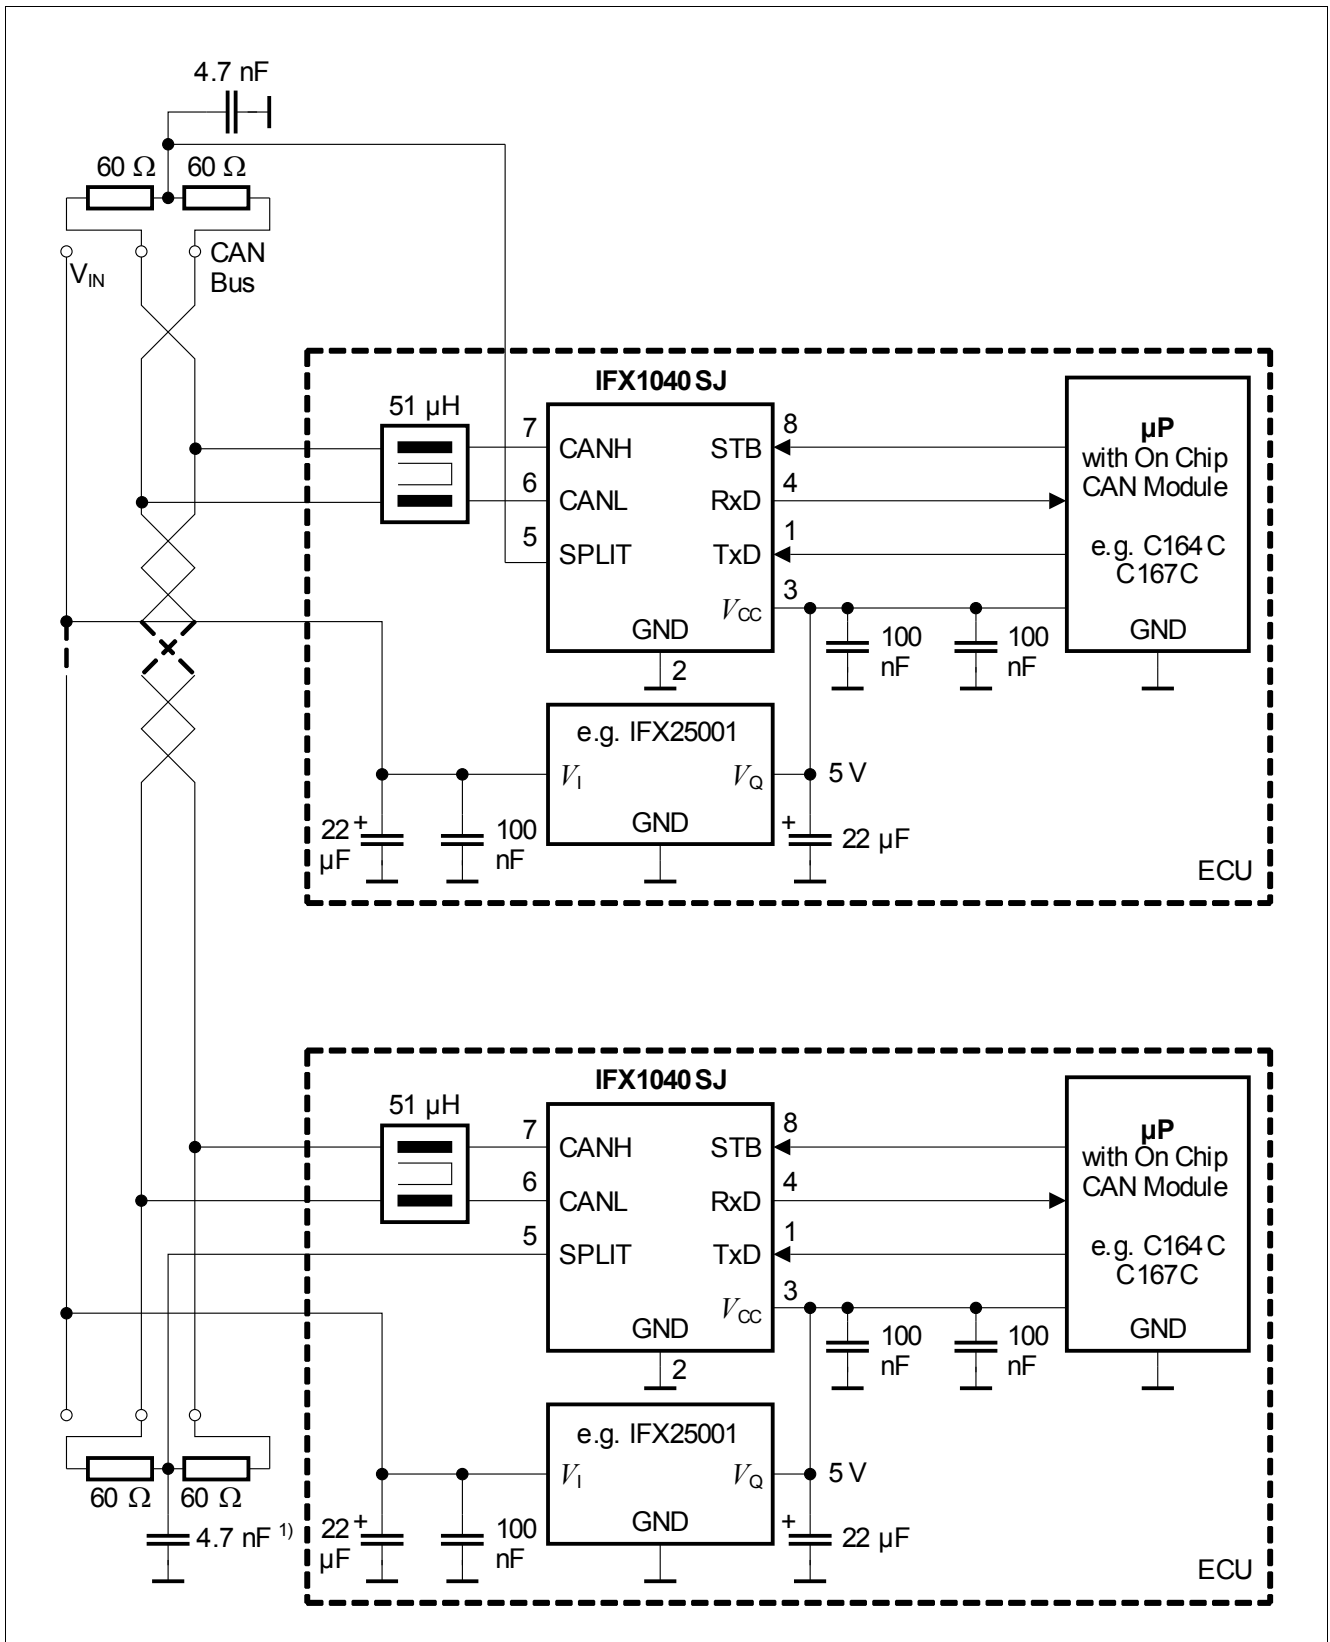 4.7 nF
60 Ω
60 Ω
V_IN
CAN
Bus
IFX1040 SJ
51 µH
7
CANH
6
CANL
5
SPLIT
STB
8
RxD
4
TxD
1
V_CC
3
GND
2
µP
with On Chip
CAN Module
e.g. C164 C
C167C
GND
100
nF
100
nF
e.g. IFX25001
V_I
V_Q
GND
5 V
22
µF
+
100
nF
+
22 µF
ECU
IFX1040 SJ
51 µH
7
CANH
6
CANL
5
SPLIT
STB
8
RxD
4
TxD
1
V_CC
3
GND
2
µP
with On Chip
CAN Module
e.g. C164 C
C167C
GND
100
nF
100
nF
e.g. IFX25001
V_I
V_Q
GND
5 V
60 Ω
60 Ω
4.7 nF 1)
22
µF
+
100
nF
+
22 µF
ECU